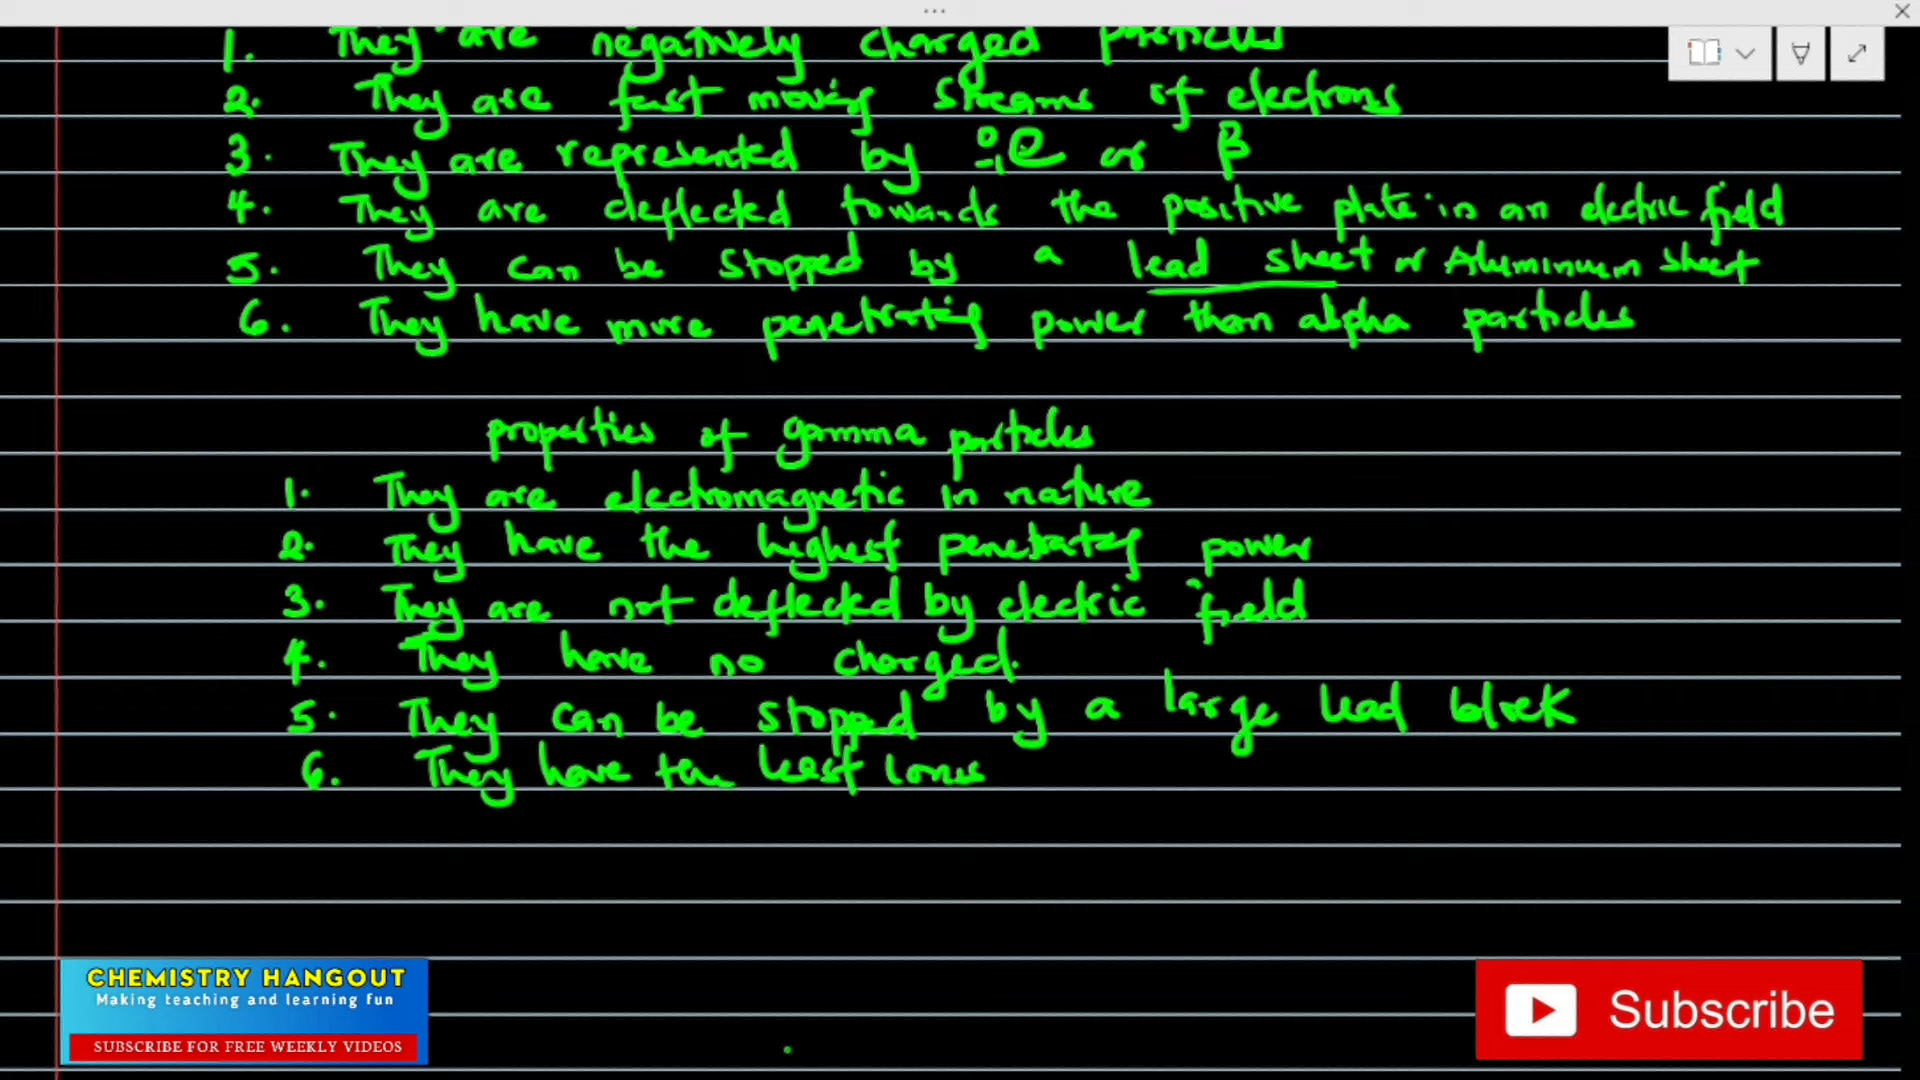 1. They are negatively charged particles
2. They are fast moving streams of electrons
3. They are represented by ⁰₋₁e or β
4. They are deflected towards the positive plate in an electric field
5. They can be stopped by a lead sheet or Aluminium sheet
6. They have more penetrating power than alpha particles
properties of gamma particles
1. They are electromagnetic in nature
2. They have the highest penetrating power
3. They are not deflected by electric field
4. They have no charged.
5. They can be stopped by a large lead block
6. They have the least
CHEMISTRY HANGOUT
Making teaching and learning fun
SUBSCRIBE FOR FREE WEEKLY VIDEOS
Subscribe